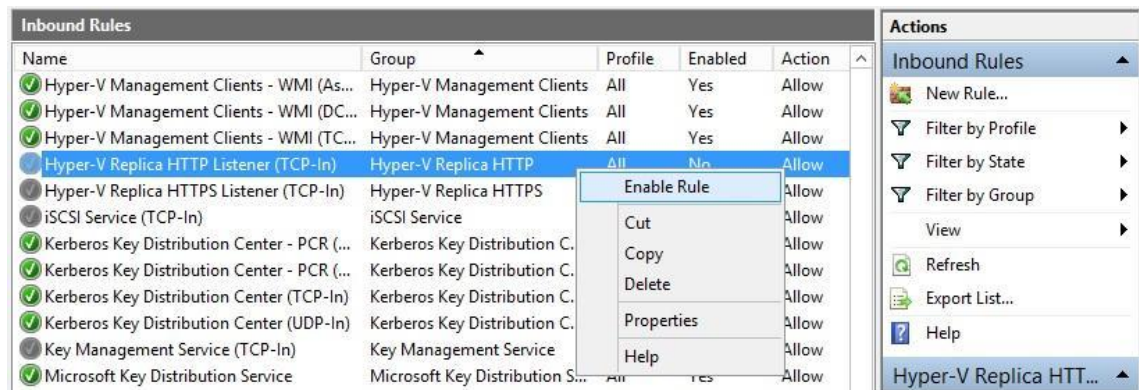 Inbound Rules
Name Group Profile Enabled Action
Hyper-V Management Clients - WMI (As... Hyper-V Management Clients All Yes Allow
Hyper-V Management Clients - WMI (DC... Hyper-V Management Clients All Yes Allow
Hyper-V Management Clients - WMI (TC... Hyper-V Management Clients All Yes Allow
Hyper-V Replica HTTP Listener (TCP-In) Hyper-V Replica HTTP All No Allow
Hyper-V Replica HTTPS Listener (TCP-In) Hyper-V Replica HTTPS Allow
iSCSI Service (TCP-In) iSCSI Service Allow
Kerberos Key Distribution Center - PCR (... Kerberos Key Distribution C... Allow
Kerberos Key Distribution Center - PCR (... Kerberos Key Distribution C... Allow
Kerberos Key Distribution Center (TCP-In) Kerberos Key Distribution C... Allow
Kerberos Key Distribution Center (UDP-In) Kerberos Key Distribution C... Allow
Key Management Service (TCP-In) Key Management Service Allow
Microsoft Key Distribution Service Microsoft Key Distribution S... All Yes Allow
Enable Rule
Cut
Copy
Delete
Properties
Help
Actions
Inbound Rules
New Rule...
Filter by Profile
Filter by State
Filter by Group
View
Refresh
Export List...
Help
Hyper-V Replica HTT...